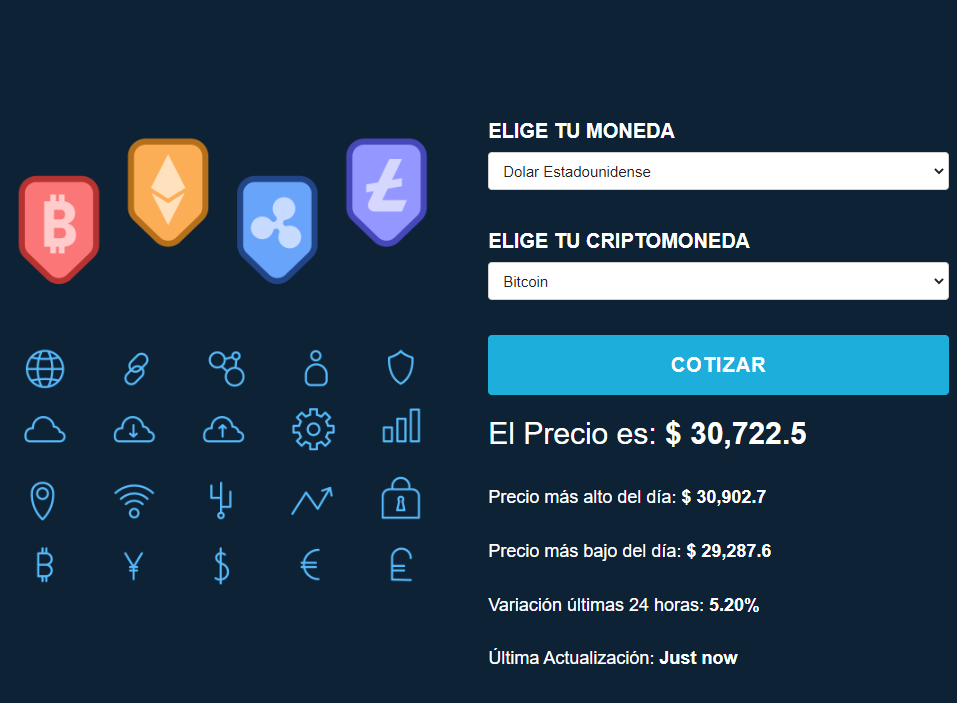 ELIGE TU MONEDA
Dolar Estadounidense
ELIGE TU CRIPTOMONEDA
Bitcoin
COTIZAR
El Precio es: $ 30,722.5
Precio más alto del día: $ 30,902.7
Precio más bajo del día: $ 29,287.6
Variación últimas 24 horas: 5.20%
Última Actualización: Just now